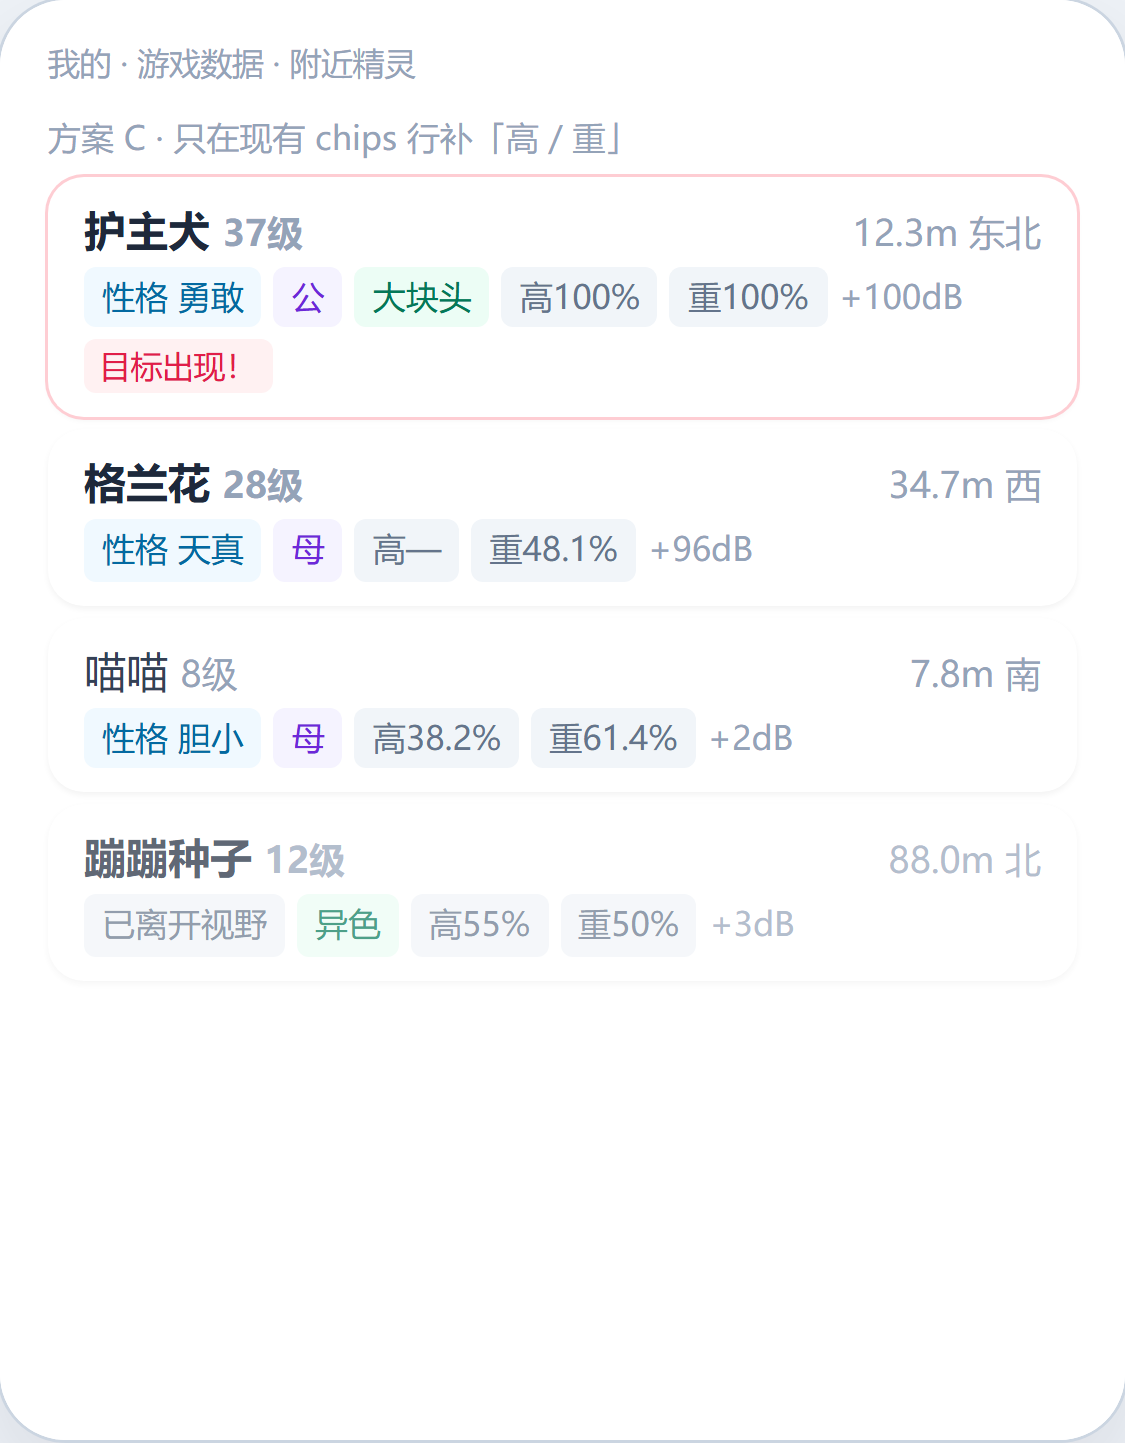 我的 · 游戏数据 · 附近精灵
方案 C · 只在现有 chips 行补「高 / 重」
护主犬 37级 12.3m 东北
性格 勇敢 公 大块头 高100% 重100% +100dB
目标出现！
格兰花 28级 34.7m 西
性格 天真 母 高— 重48.1% +96dB
喵喵 8级 7.8m 南
性格 胆小 母 高38.2% 重61.4% +2dB
蹦蹦种子 12级 88.0m 北
已离开视野 异色 高55% 重50% +3dB